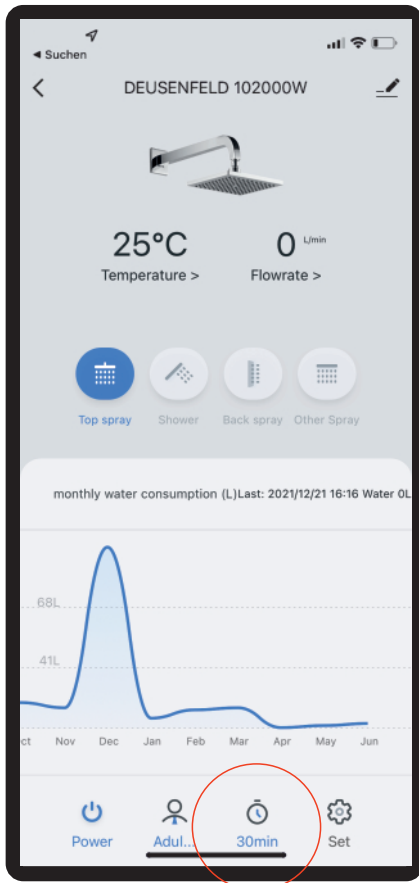 ◂ Suchen
DEUSENFELD 102000W
25°C 0 L/min
Temperature > Flowrate >
Top spray Shower Back spray Other Spray
monthly water consumption (L)Last: 2021/12/21 16:16 Water 0L
68L
41L
ct Nov Dec Jan Feb Mar Apr May Jun
Power Adul... 30min Set